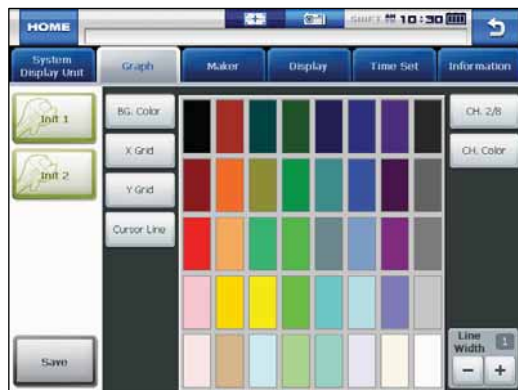 HOME
SHIFT 10:30
System Display Unit
Graph
Maker
Display
Time Set
Information
Init 1
Init 2
BG. Color
X Grid
Y Grid
Cursor Line
CH. 2/8
CH. Color
Line Width 1
− +
Save